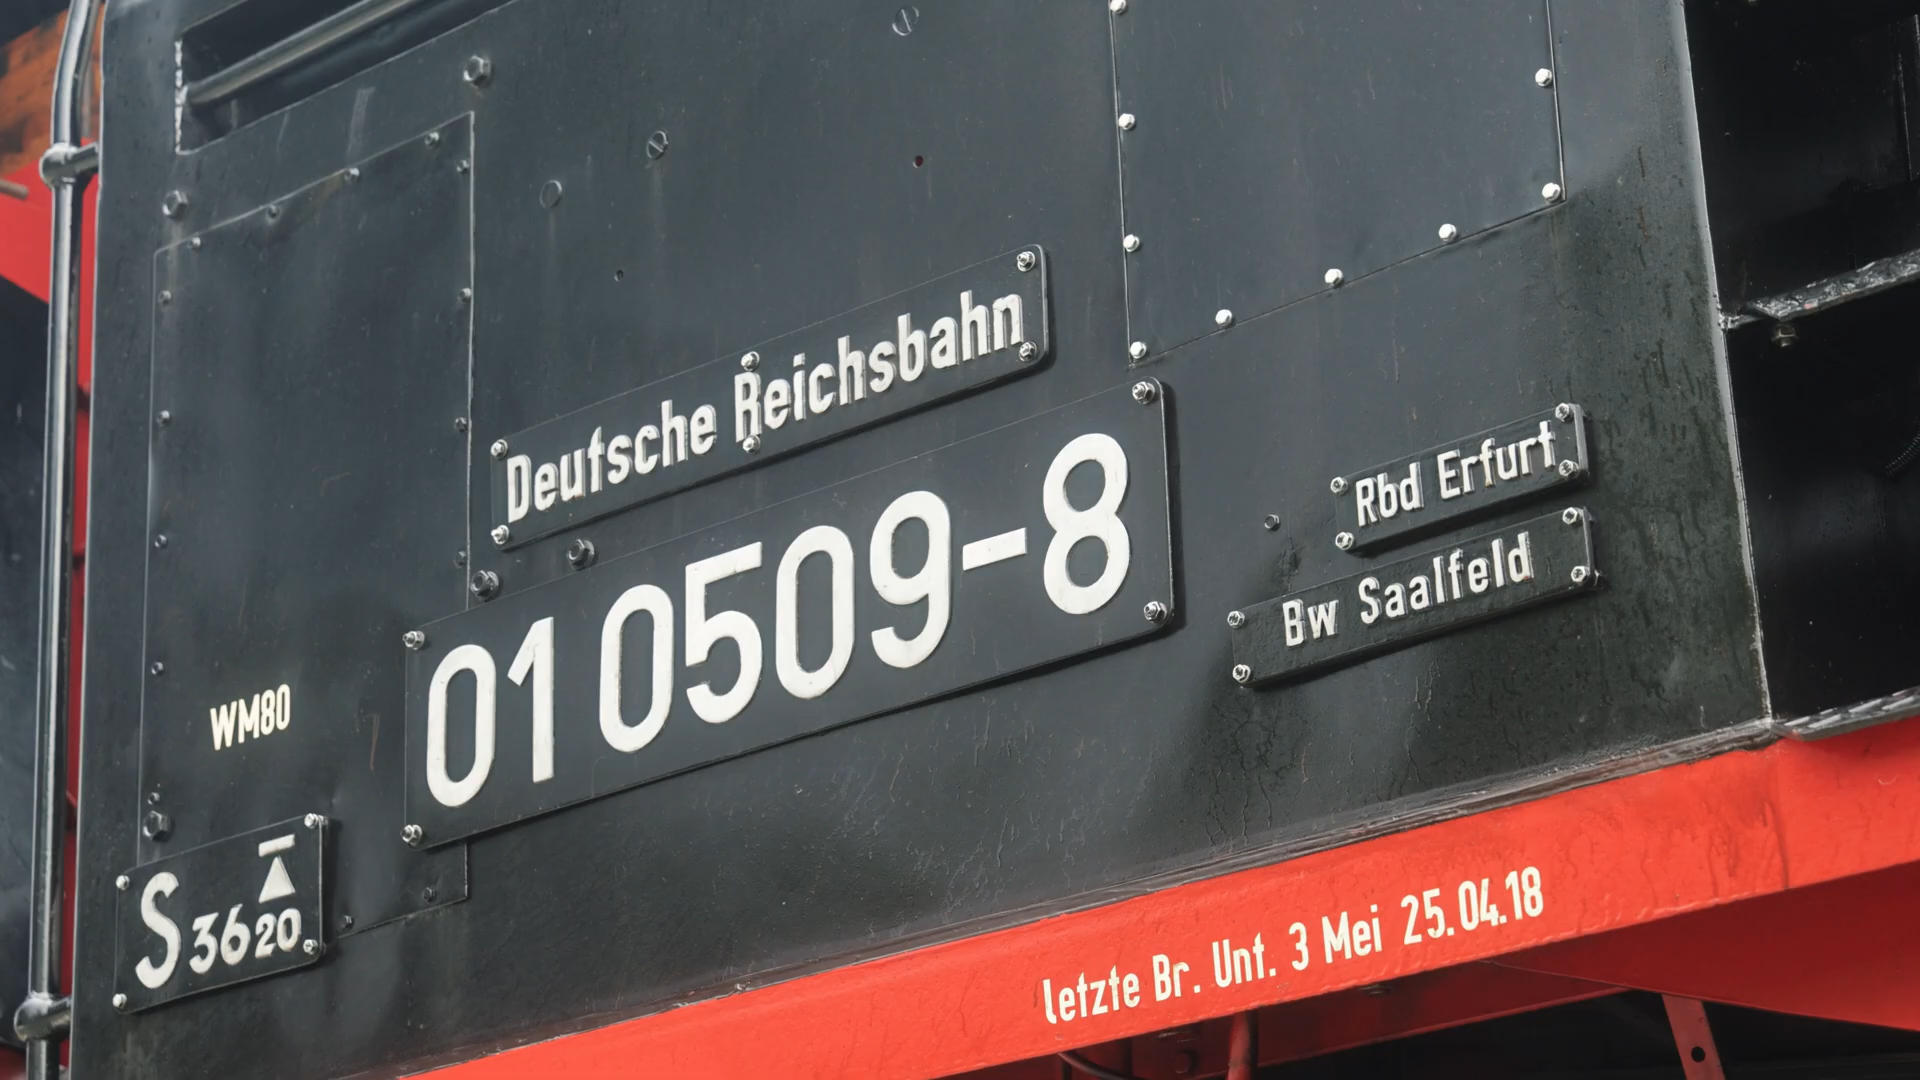 Deutsche Reichsbahn
01 0509-8
Rbd Erfurt
Bw Saalfeld
WM80
S 36 20
letzte Br. Unt. 3 Mei 25.04.18